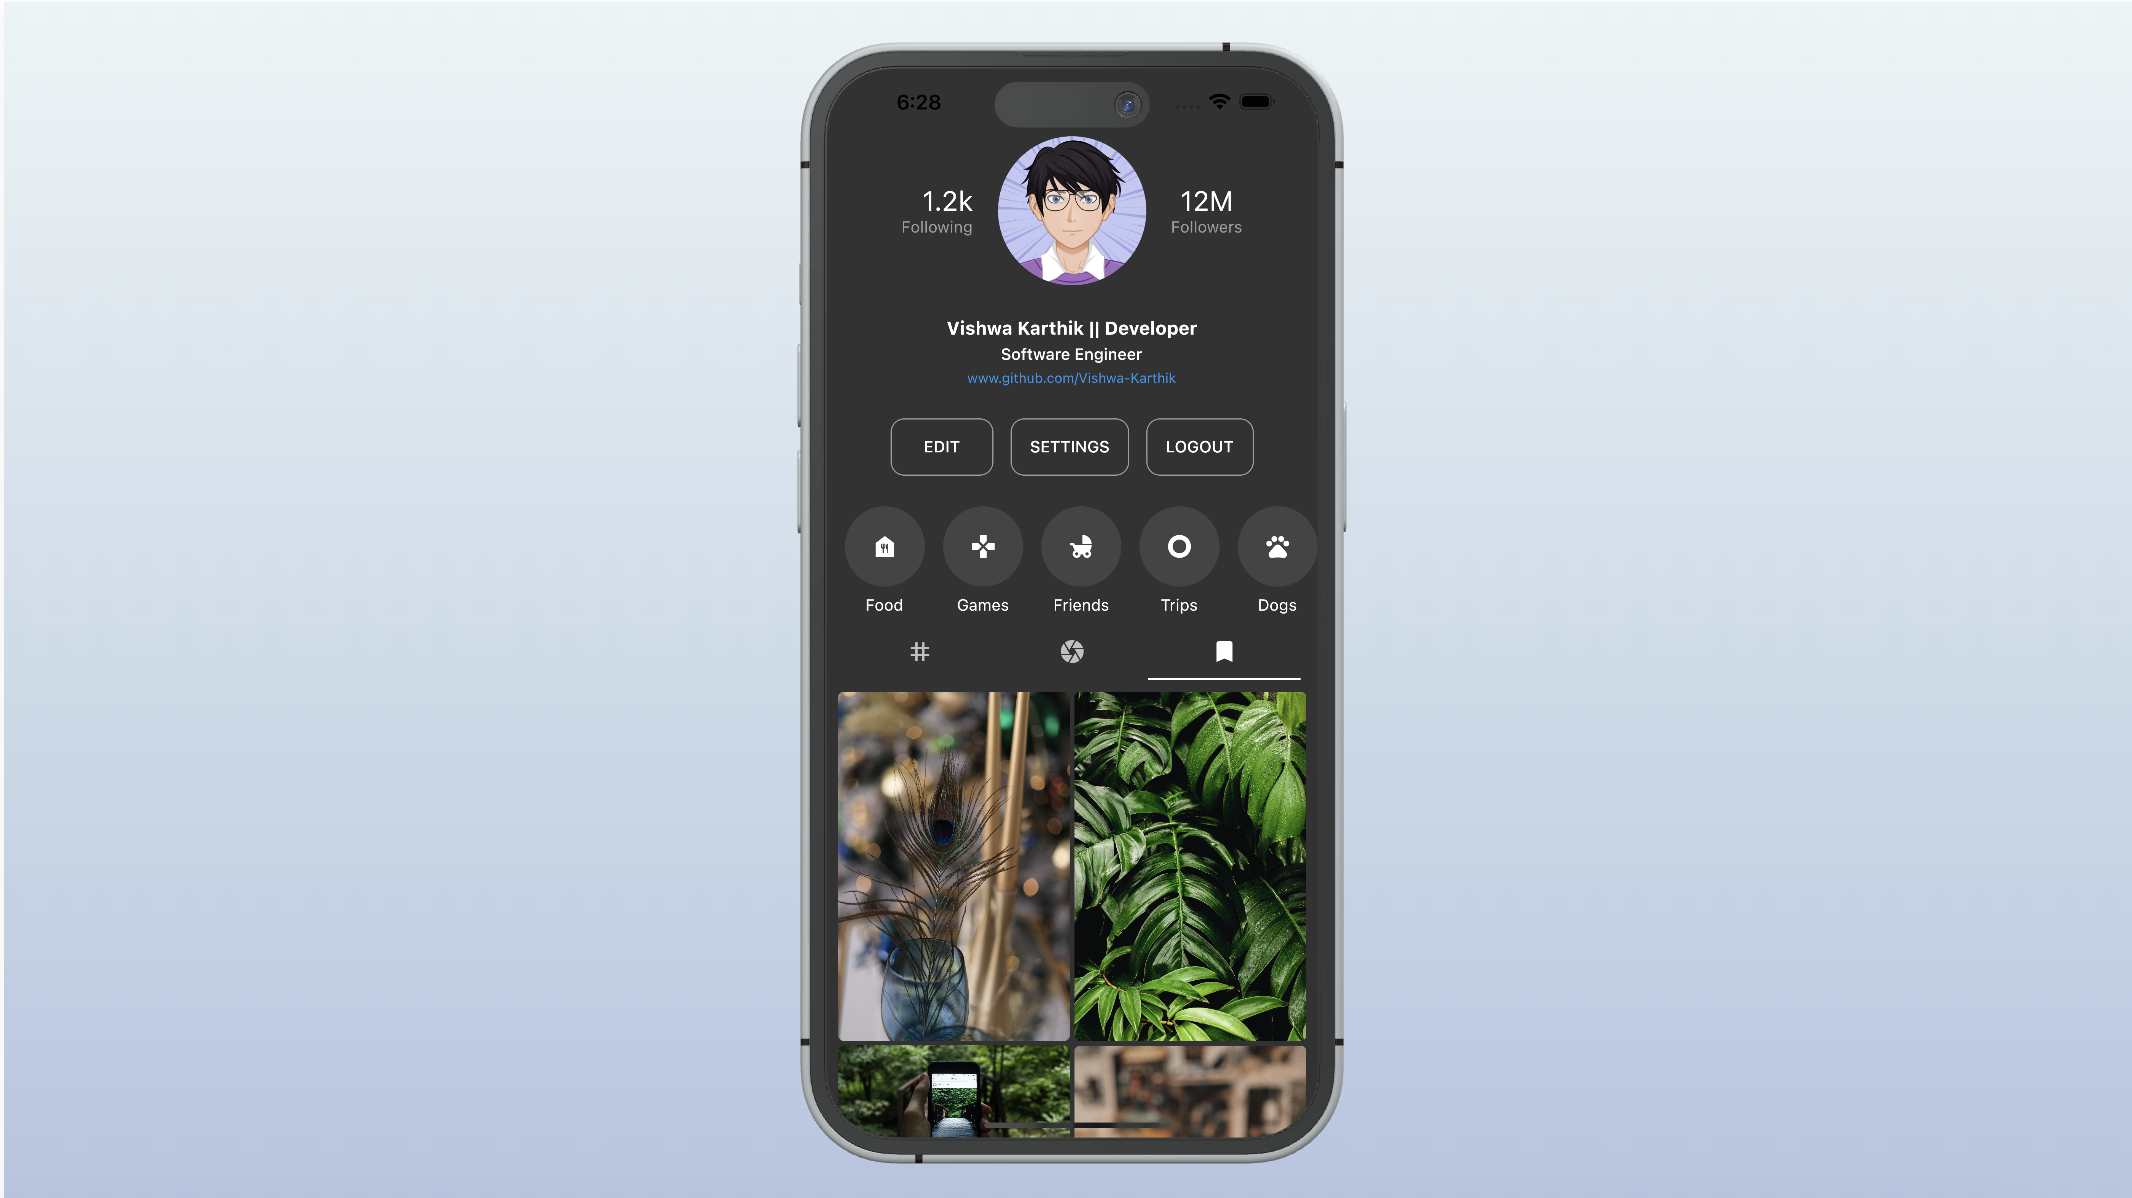 6:28
1.2k
Following
12M
Followers
Vishwa Karthik || Developer
Software Engineer
www.github.com/Vishwa-Karthik
EDIT
SETTINGS
LOGOUT
Food
Games
Friends
Trips
Dogs